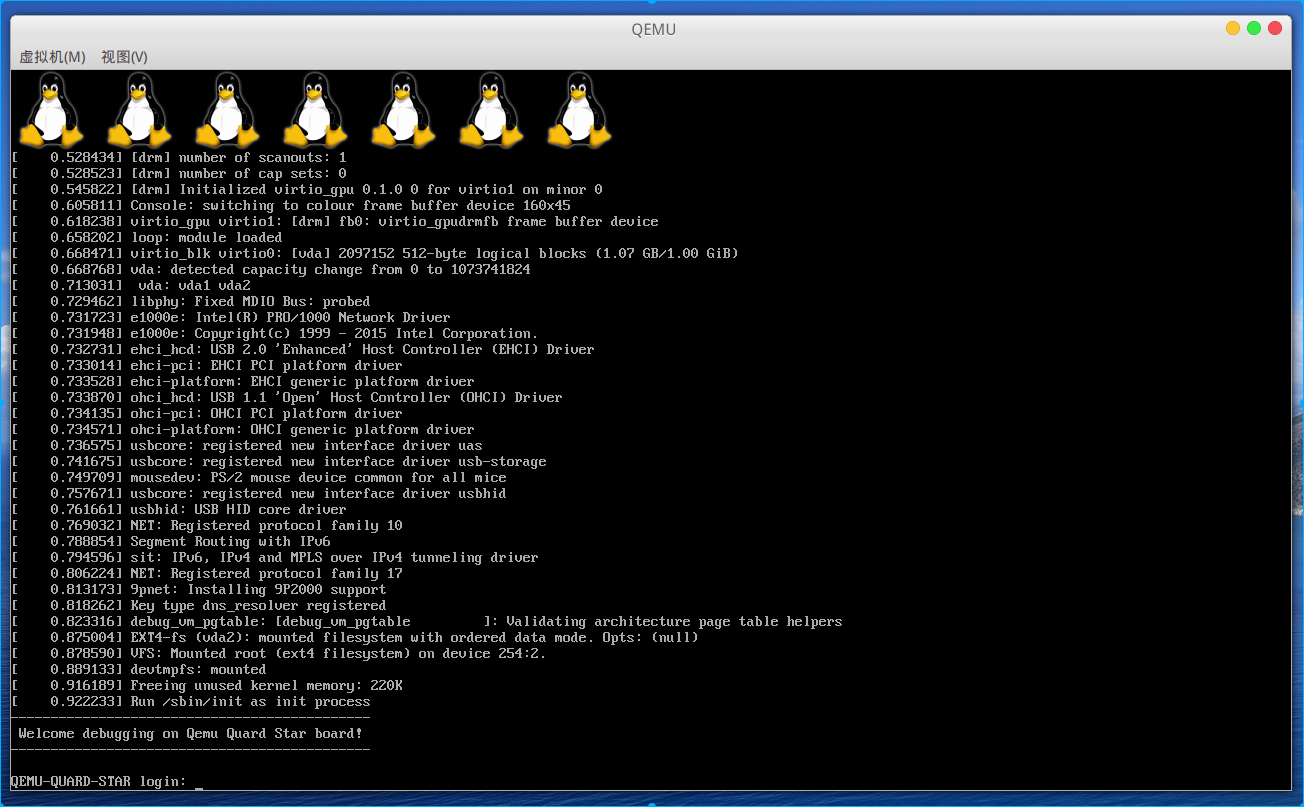 QEMU
虚拟机(M) 视图(V)
[    0.528434] [drm] number of scanouts: 1
[    0.528523] [drm] number of cap sets: 0
[    0.545822] [drm] Initialized virtio_gpu 0.1.0 0 for virtio1 on minor 0
[    0.605811] Console: switching to colour frame buffer device 160x45
[    0.618238] virtio_gpu virtio1: [drm] fb0: virtio_gpudrmfb frame buffer device
[    0.658202] loop: module loaded
[    0.668471] virtio_blk virtio0: [vda] 2097152 512-byte logical blocks (1.07 GB/1.00 GiB)
[    0.668768] vda: detected capacity change from 0 to 1073741824
[    0.713031]  vda: vda1 vda2
[    0.729462] libphy: Fixed MDIO Bus: probed
[    0.731723] e1000e: Intel(R) PRO/1000 Network Driver
[    0.731948] e1000e: Copyright(c) 1999 - 2015 Intel Corporation.
[    0.732731] ehci_hcd: USB 2.0 'Enhanced' Host Controller (EHCI) Driver
[    0.733014] ehci-pci: EHCI PCI platform driver
[    0.733528] ehci-platform: EHCI generic platform driver
[    0.733870] ohci_hcd: USB 1.1 'Open' Host Controller (OHCI) Driver
[    0.734135] ohci-pci: OHCI PCI platform driver
[    0.734571] ohci-platform: OHCI generic platform driver
[    0.736575] usbcore: registered new interface driver uas
[    0.741675] usbcore: registered new interface driver usb-storage
[    0.749709] mousedev: PS/2 mouse device common for all mice
[    0.757671] usbcore: registered new interface driver usbhid
[    0.761661] usbhid: USB HID core driver
[    0.769032] NET: Registered protocol family 10
[    0.788854] Segment Routing with IPv6
[    0.794596] sit: IPv6, IPv4 and MPLS over IPv4 tunneling driver
[    0.806224] NET: Registered protocol family 17
[    0.813173] 9pnet: Installing 9P2000 support
[    0.818262] Key type dns_resolver registered
[    0.823316] debug_vm_pgtable: [debug_vm_pgtable         ]: Validating architecture page table helpers
[    0.875004] EXT4-fs (vda2): mounted filesystem with ordered data mode. Opts: (null)
[    0.878590] VFS: Mounted root (ext4 filesystem) on device 254:2.
[    0.889133] devtmpfs: mounted
[    0.916189] Freeing unused kernel memory: 220K
[    0.922233] Run /sbin/init as init process
---------------------------------------------
 Welcome debugging on Qemu Quard Star board!
---------------------------------------------
QEMU-QUARD-STAR login: _